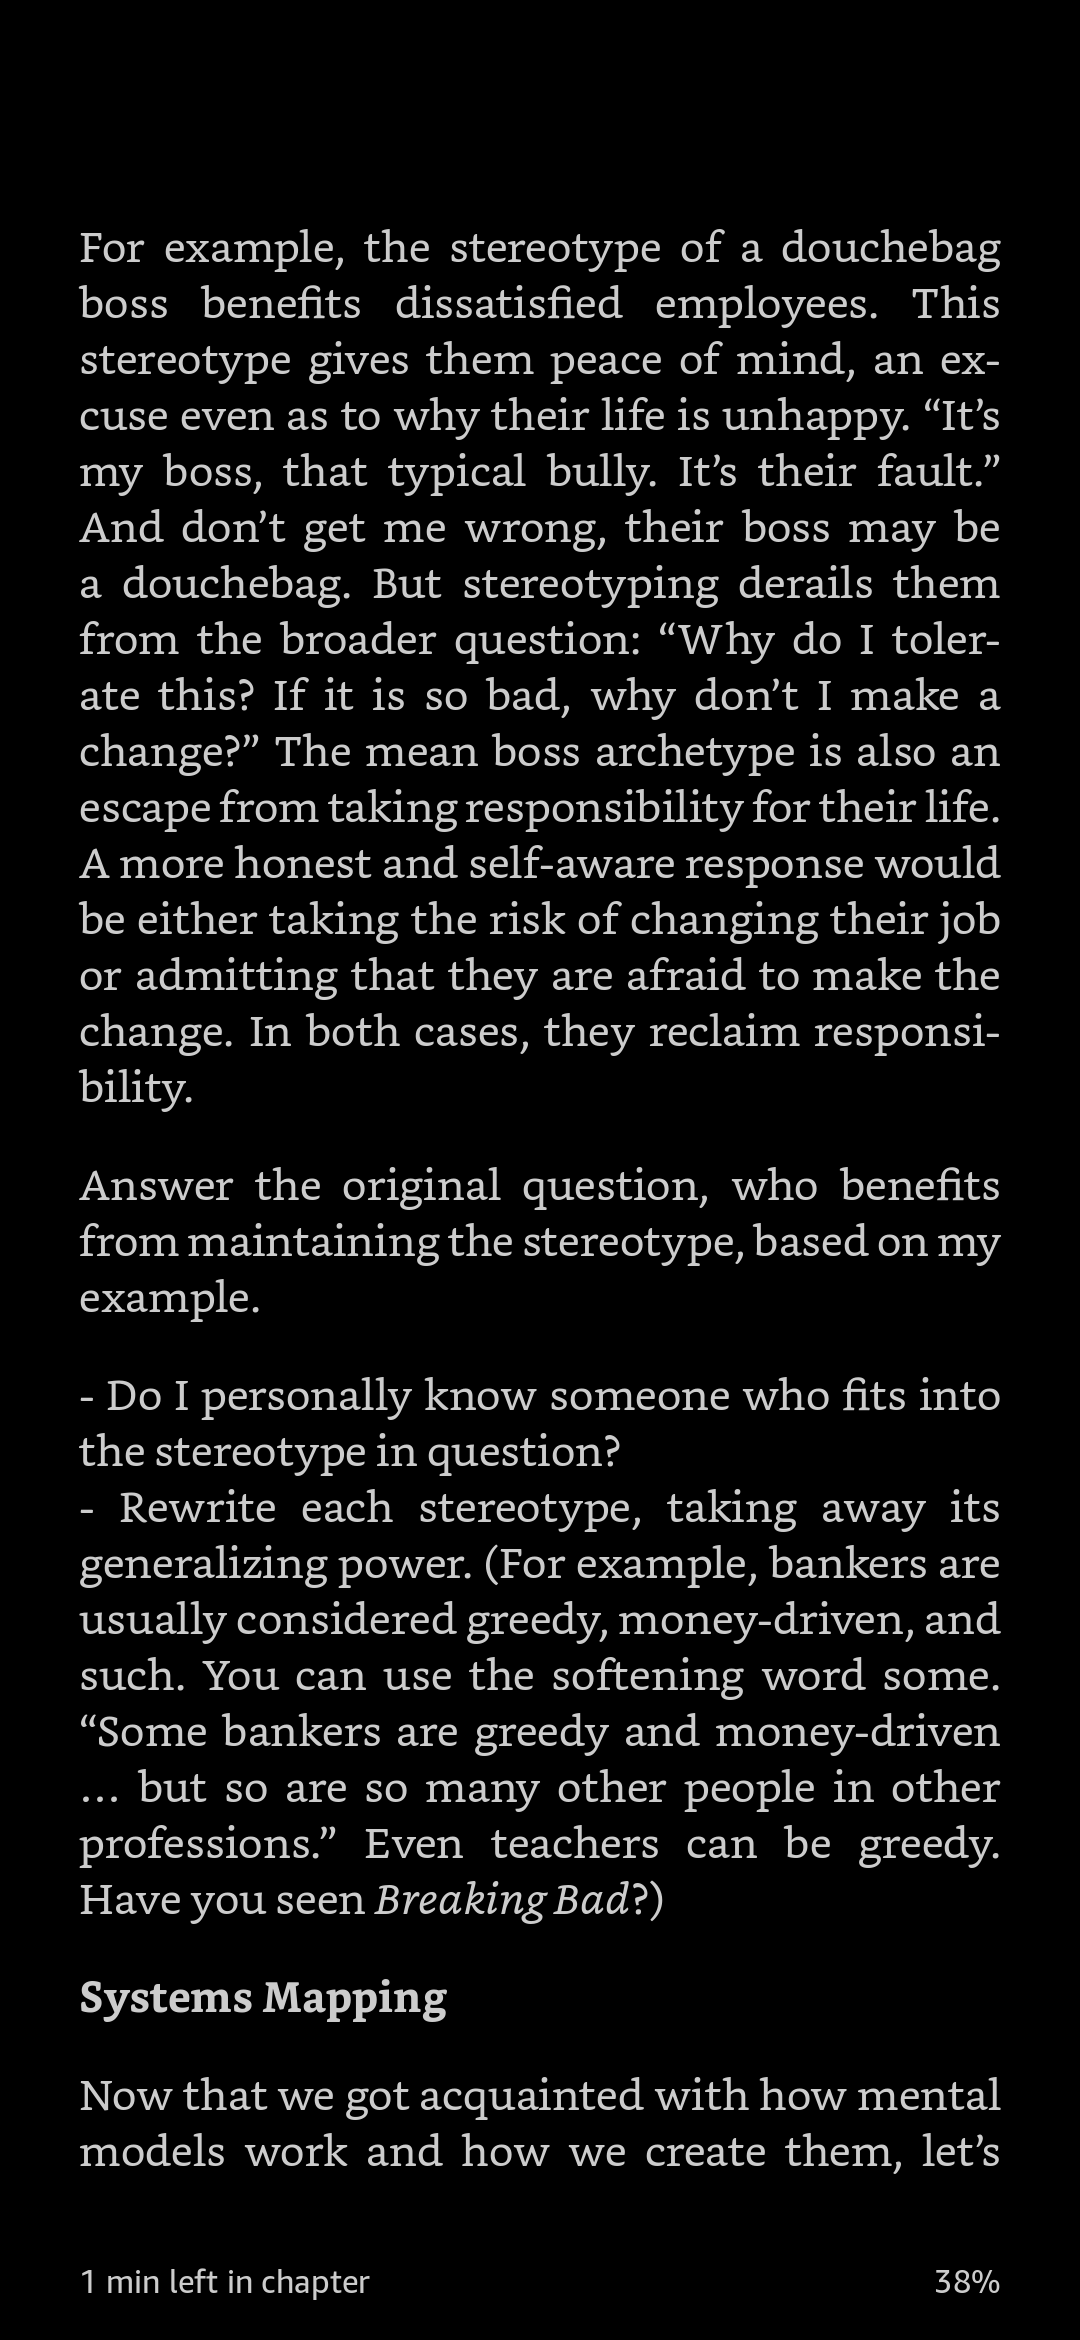 For example, the stereotype of a douchebag
boss benefits dissatisfied employees. This
stereotype gives them peace of mind, an ex-
cuse even as to why their life is unhappy. “It’s
my boss, that typical bully. It’s their fault.”
And don’t get me wrong, their boss may be
a douchebag. But stereotyping derails them
from the broader question: “Why do I toler-
ate this? If it is so bad, why don’t I make a
change?” The mean boss archetype is also an
escape from taking responsibility for their life.
A more honest and self-aware response would
be either taking the risk of changing their job
or admitting that they are afraid to make the
change. In both cases, they reclaim responsi-
bility.
Answer the original question, who benefits
from maintaining the stereotype, based on my
example.
- Do I personally know someone who fits into
the stereotype in question?
- Rewrite each stereotype, taking away its
generalizing power. (For example, bankers are
usually considered greedy, money-driven, and
such. You can use the softening word some.
“Some bankers are greedy and money-driven
… but so are so many other people in other
professions.” Even teachers can be greedy.
Have you seen Breaking Bad?)
Systems Mapping
Now that we got acquainted with how mental
models work and how we create them, let’s
1 min left in chapter
38%